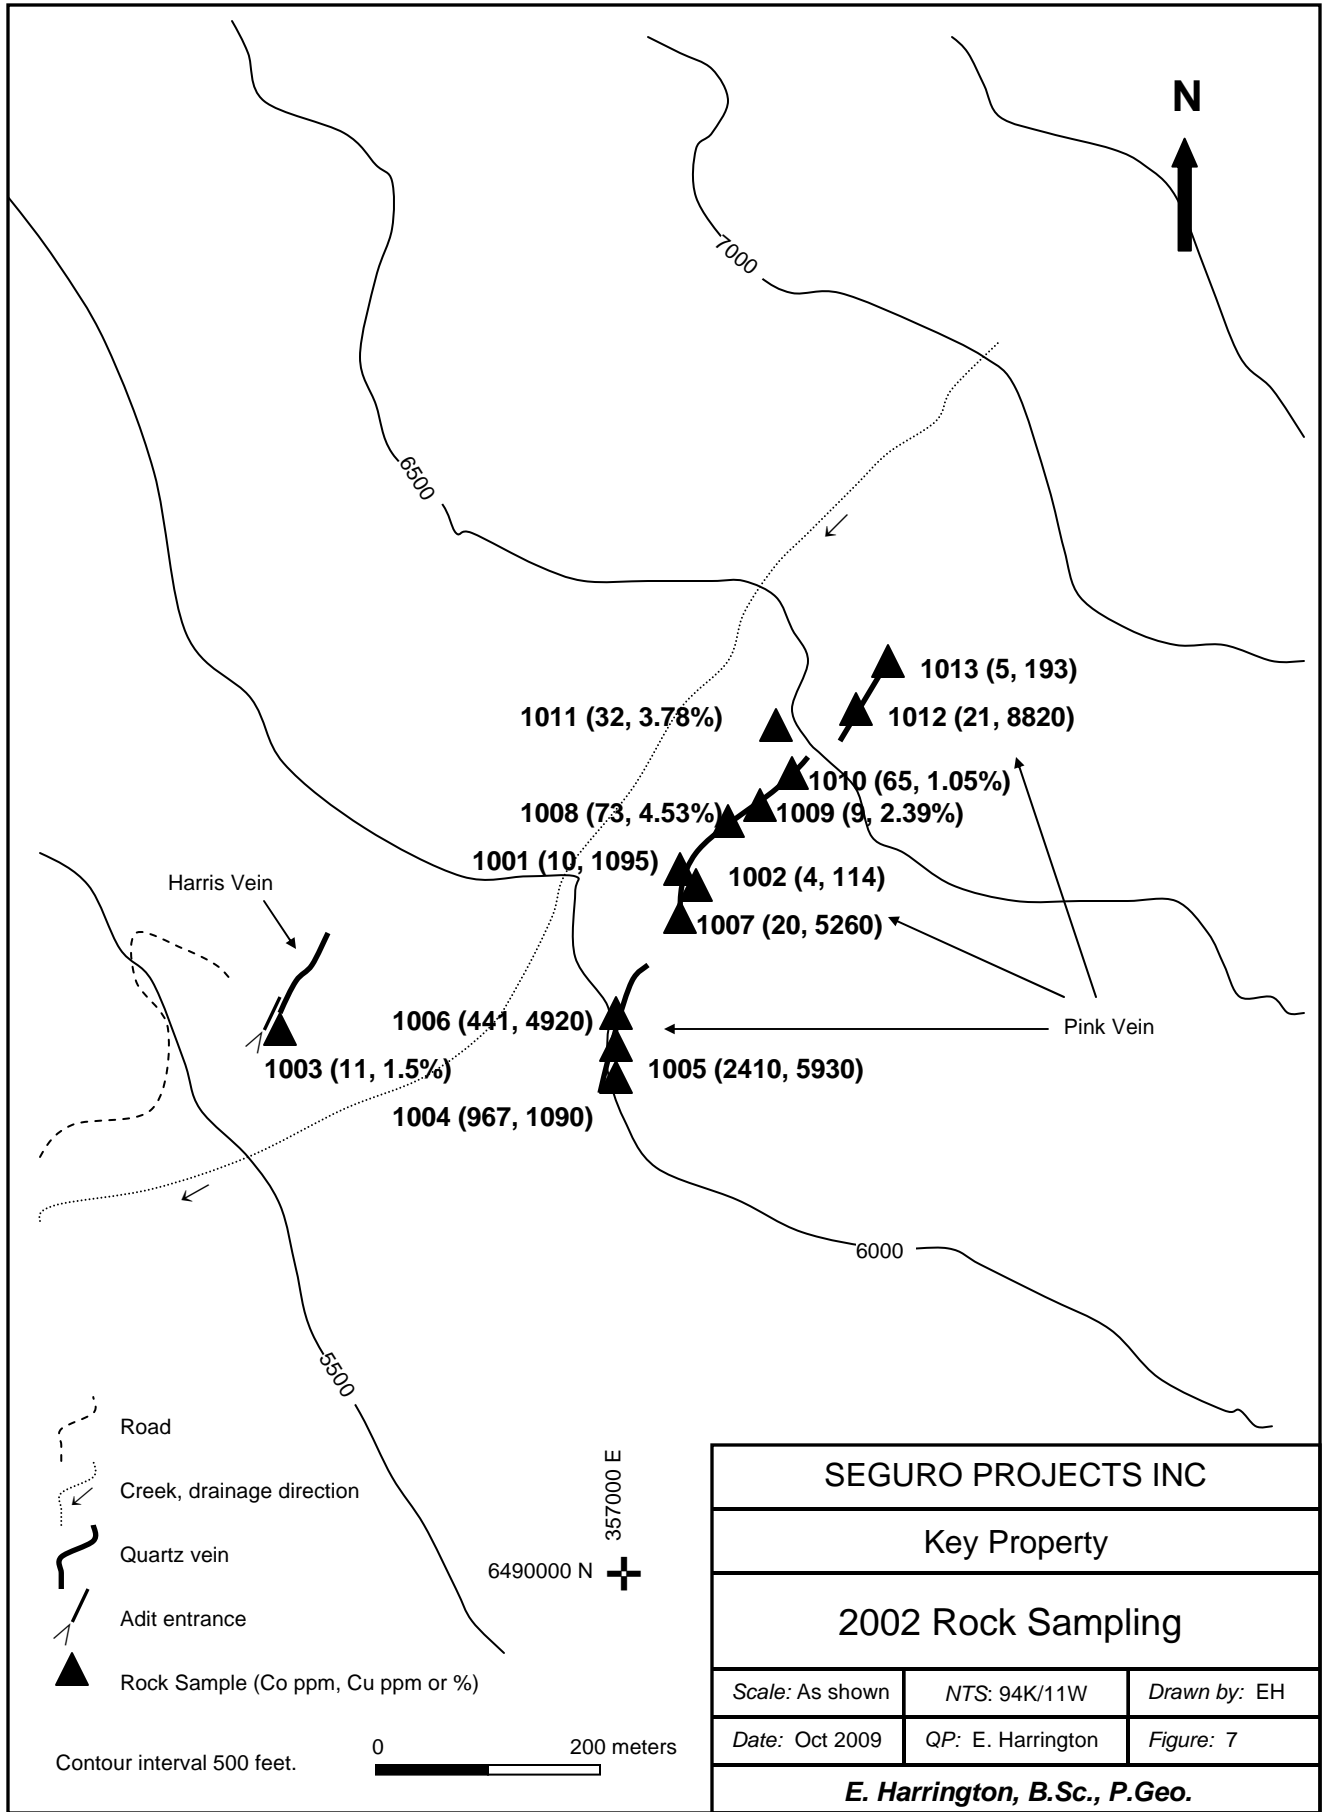 N
7000
6500
1013 (5, 193)
1011 (32, 3.78%)
1012 (21, 8820)
1010 (65, 1.05%)
1008 (73, 4.53%)
1009 (9, 2.39%)
1001 (10, 1095)
1002 (4, 114)
Harris Vein
1007 (20, 5260)
1006 (441, 4920)
Pink Vein
1003 (11, 1.5%)
1005 (2410, 5930)
1004 (967, 1090)
6000
5500
Road
Creek, drainage direction
Quartz vein
Adit entrance
Rock Sample (Co ppm, Cu ppm or %)
Contour interval 500 feet.
0 200 meters
357000 E
6490000 N
SEGURO PROJECTS INC
Key Property
2002 Rock Sampling
Scale: As shown NTS: 94K/11W Drawn by: EH
Date: Oct 2009 QP: E. Harrington Figure: 7
E. Harrington, B.Sc., P.Geo.